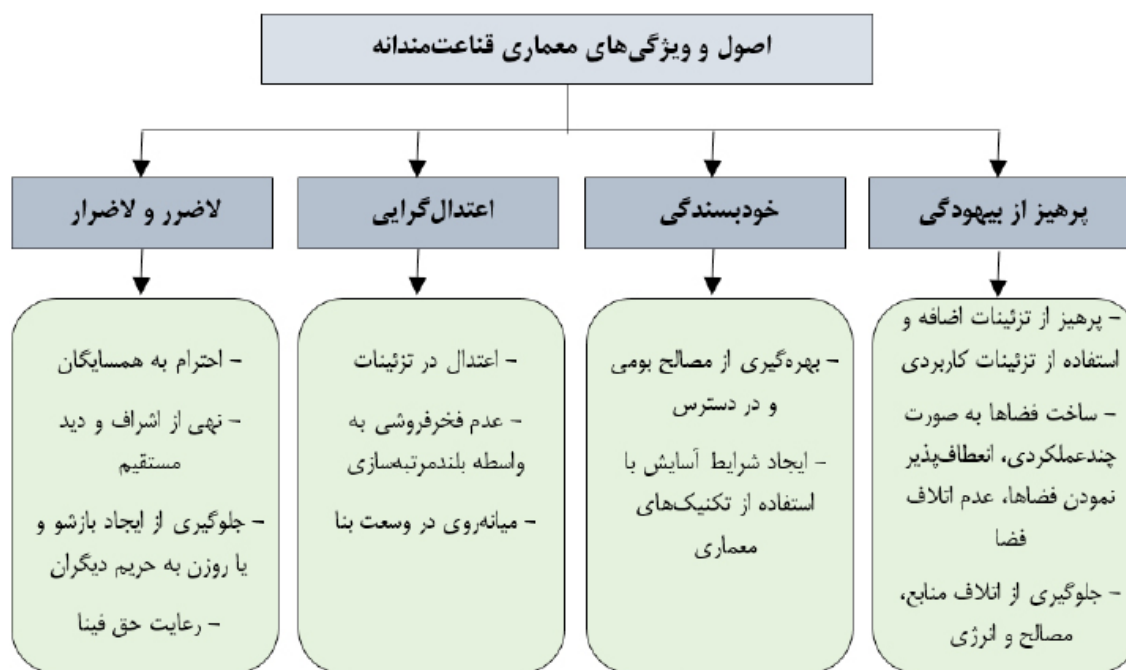 اصول و ویژگی‌های معماری قناعت‌مندانه
پرهیز از بیهودگی
خودبسندگی
اعتدال‌گرایی
لاضرر و لاضرار
- پرهیز از تزئینات اضافه و
استفاده از تزئینات کاربردی
- ساخت فضاها به صورت
چندعملکردی، انعطاف‌پذیر
نمودن فضاها، عدم اتلاف
فضا
- جلوگیری از اتلاف منابع،
مصالح و انرژی
- بهره‌گیری از مصالح بومی
و در دسترس
- ایجاد شرایط آسایش با
استفاده از تکنیک‌های
معماری
- اعتدال در تزئینات
- عدم فخرفروشی به
واسطه بلندمرتبه‌سازی
- میانه‌روی در وسعت بنا
- احترام به همسایگان
- نهی از اشراف و دید
مستقیم
- جلوگیری از ایجاد بازشو و
یا روزن به حریم دیگران
- رعایت حق فینا